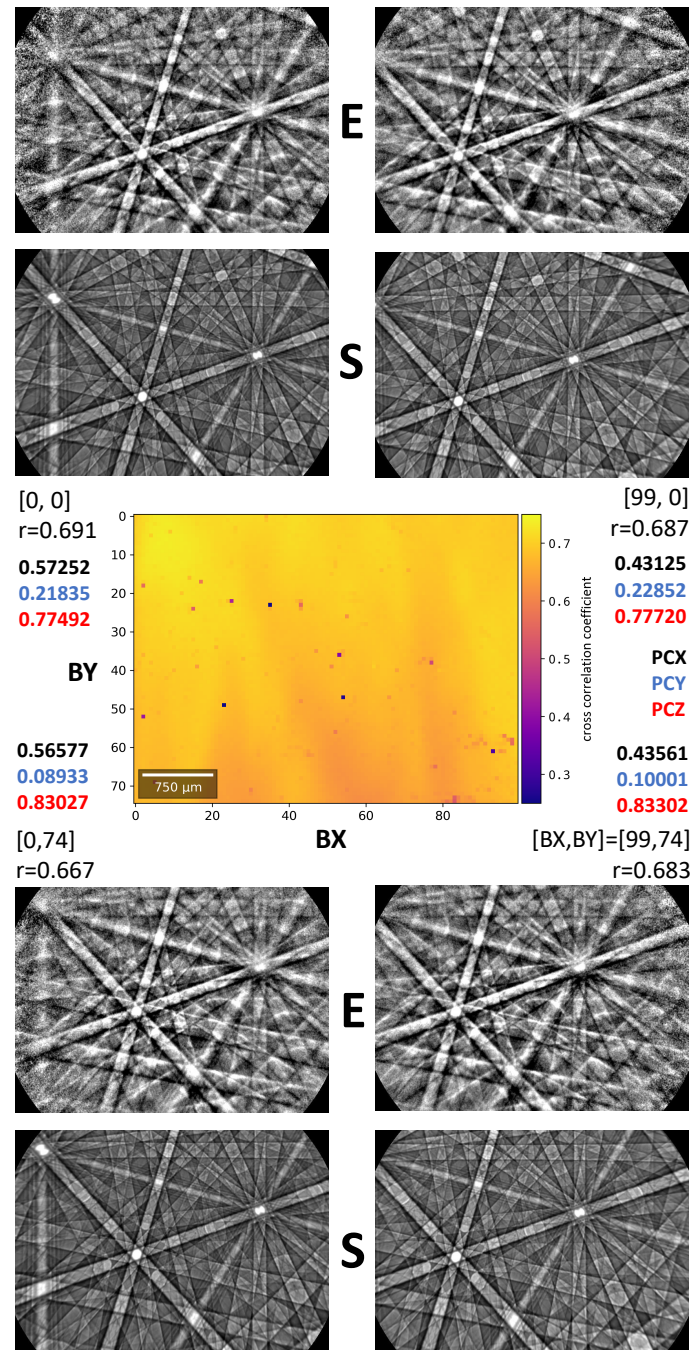 E
S
[0, 0]
r=0.691
0.57252
0.21835
0.77492
[99, 0]
r=0.687
0.43125
0.22852
0.77720
BY
PCX
PCY
PCZ
0
10
20
30
40
50
60
70
0.7
0.6
0.5
0.4
0.3
cross correlation coefficient
750 μm
0 20 40 60 80
BX
0.56577
0.08933
0.83027
0.43561
0.10001
0.83302
[0,74]
r=0.667
[BX,BY]=[99,74]
r=0.683
E
S